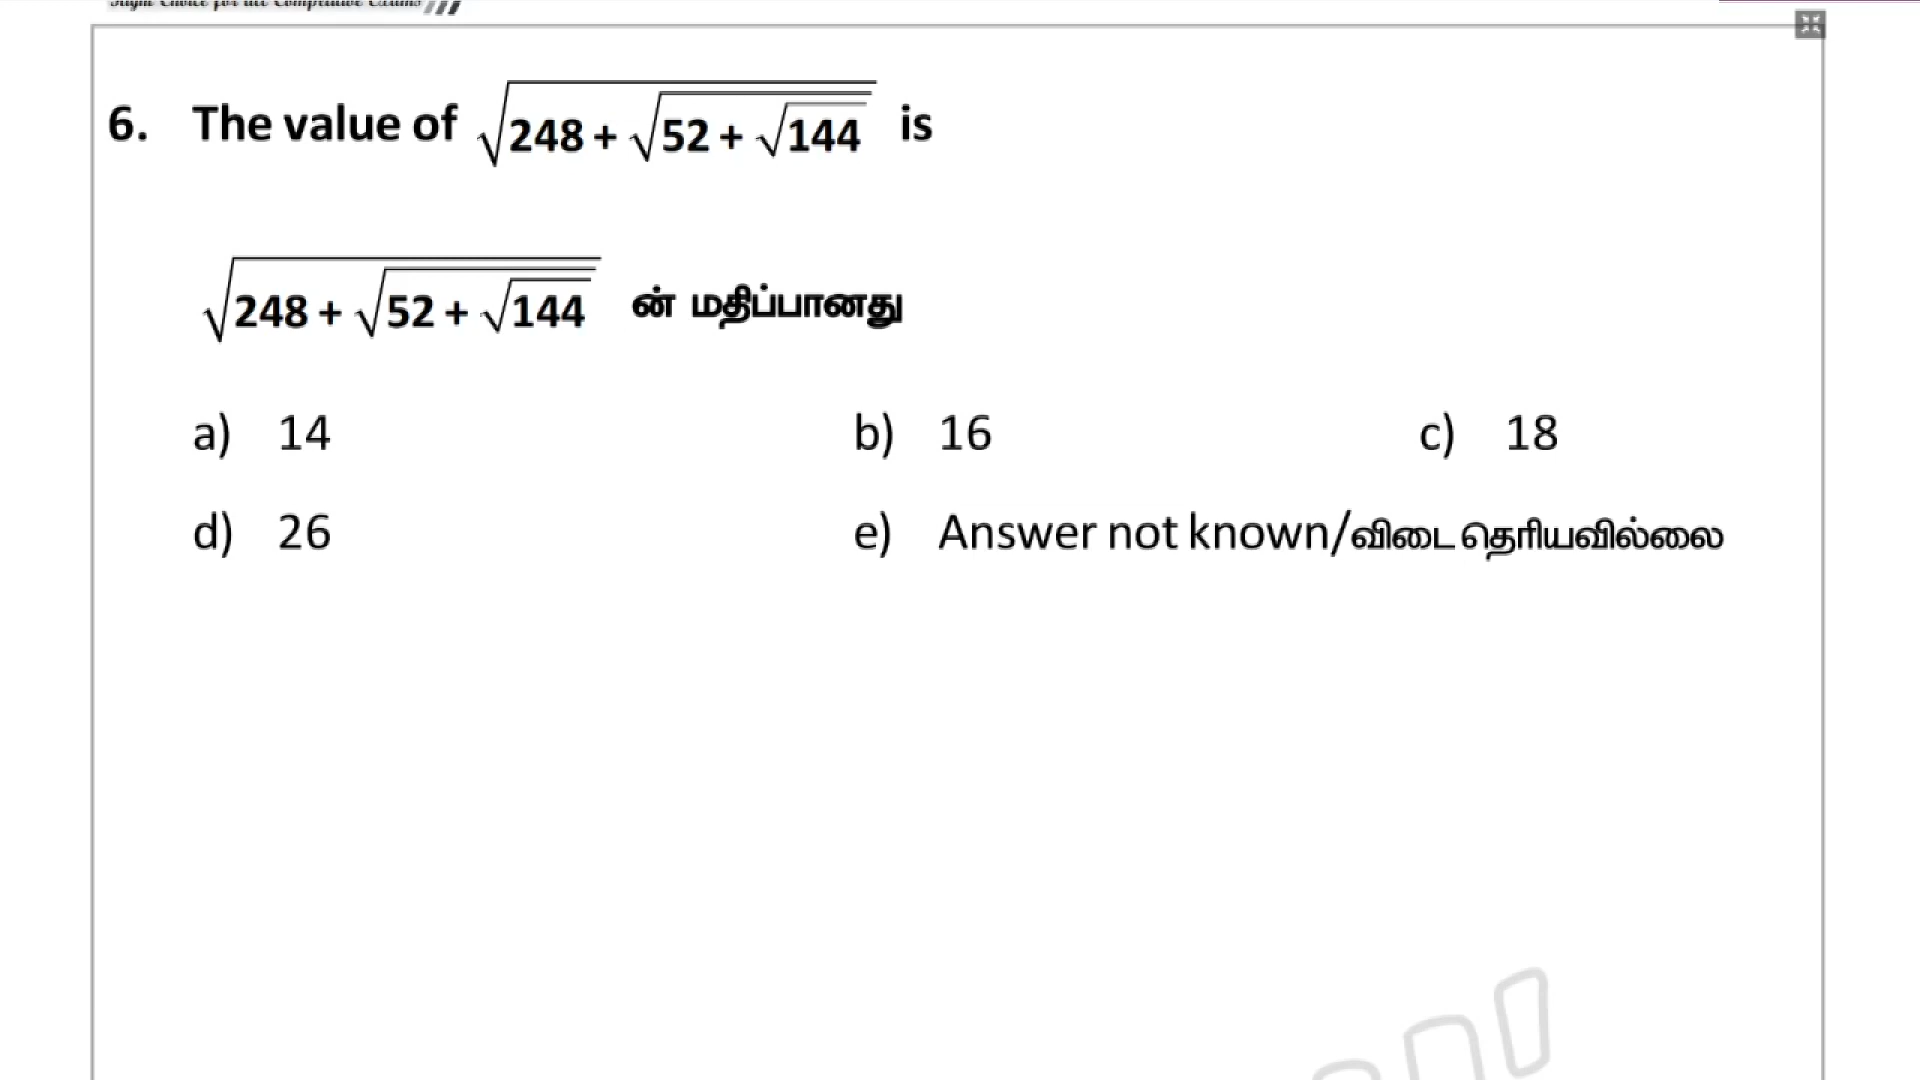 6. The value of √248 + √52 + √144 is
√248 + √52 + √144 ன் மதிப்பானது
a) 14 b) 16 c) 18
d) 26 e) Answer not known/விடை தெரியவில்லை